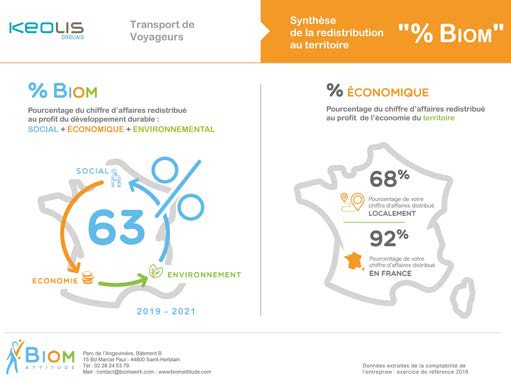 KEOLIS
DROUAIS
Transport de
Voyageurs
Synthèse
de la redistribution
au territoire
"% BIOM"
% BIOM
Pourcentage du chiffre d'affaires redistribué
au profit du développement durable :
SOCIAL + ÉCONOMIQUE + ENVIRONNEMENTAL
SOCIAL
63
%
ECONOMIE
ENVIRONNEMENT
2019 - 2021
% ÉCONOMIQUE
Pourcentage du chiffre d'affaires redistribué
au profit de l'économie du territoire
68%
Pourcentage de votre
chiffre d'affaires distribué
LOCALEMENT
92%
Pourcentage de votre
chiffre d'affaires distribué
EN FRANCE
BIOM
ATTITUDE
Parc de l'Angevinière, Bâtiment B
15 Bd Marcel Paul - 44800 Saint-Herblain
Tél : 02 28 24 53 79
Mail : contact@biomwork.com - www.biomattitude.com
Données extraites de la comptabilité de
l'entreprise : exercice de référence 2018